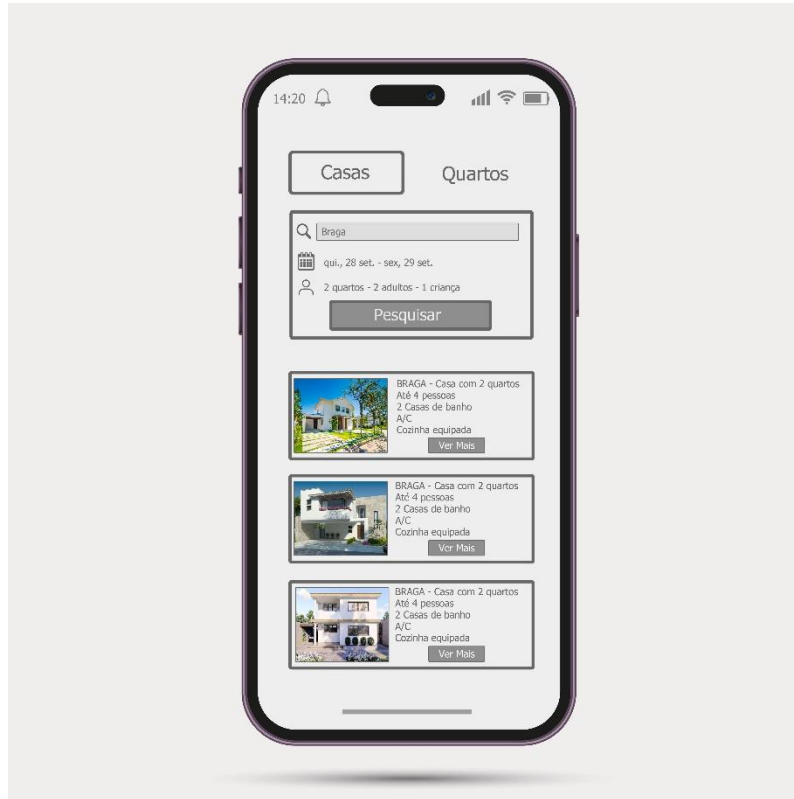 14:20
Casas
Quartos
Braga
qui., 28 set. - sex, 29 set.
2 quartos - 2 adultos - 1 criança
Pesquisar
BRAGA - Casa com 2 quartos
Até 4 pessoas
2 Casas de banho
A/C
Cozinha equipada
Ver Mais
BRAGA - Casa com 2 quartos
Até 4 pessoas
2 Casas de banho
A/C
Cozinha equipada
Ver Mais
BRAGA - Casa com 2 quartos
Até 4 pessoas
2 Casas de banho
A/C
Cozinha equipada
Ver Mais